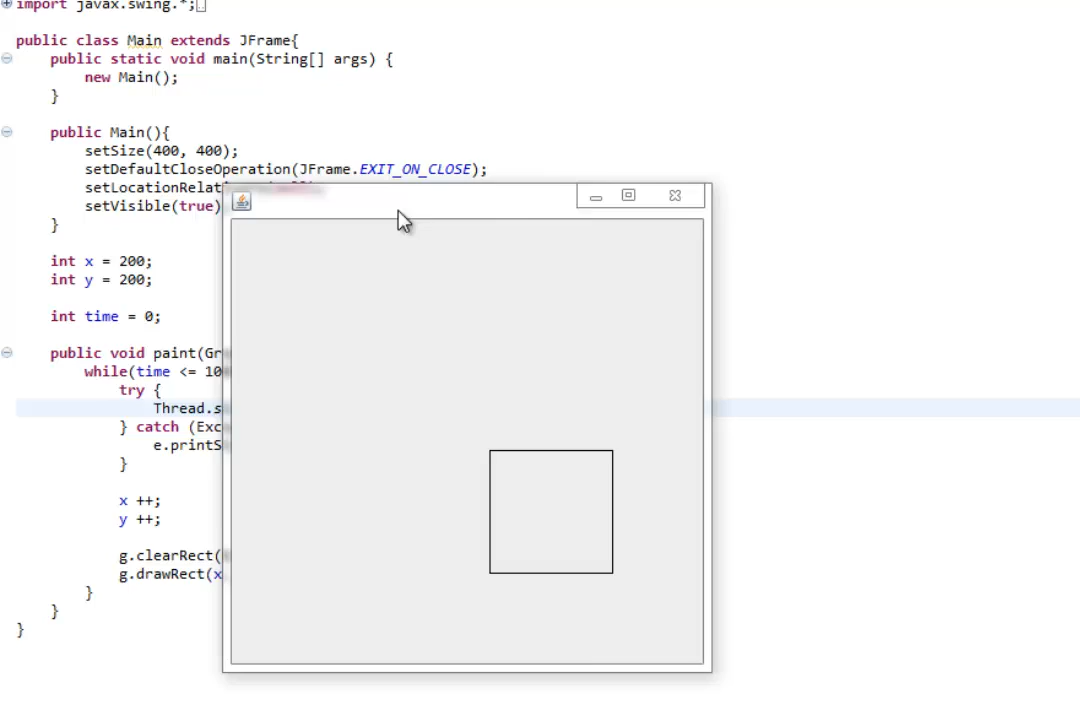 import javax.swing.*;
public class Main extends JFrame{
public static void main(String[] args) {
new Main();
}
public Main(){
setSize(400, 400);
setDefaultCloseOperation(JFrame.EXIT_ON_CLOSE);
setLocationRelat
setVisible(true)
}
int x = 200;
int y = 200;
int time = 0;
public void paint(Gr
while(time <= 10
try {
Thread.s
} catch (Exc
e.printS
}
x ++;
y ++;
g.clearRect(
g.drawRect(x
}
}
}